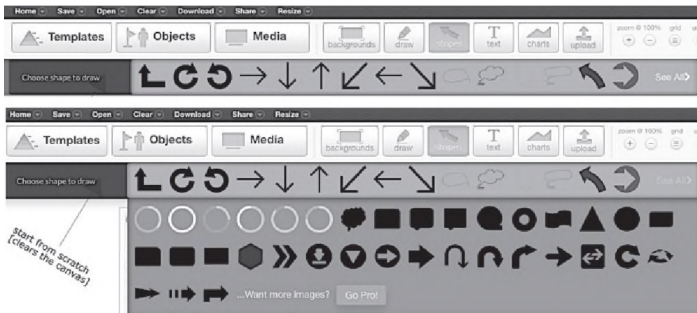 Home Save Open Clear Download Share Resize
Templates Objects Media backgrounds draw shapes text charts upload zoom @ 100% grid
Choose shape to draw See All
Home Save Open Clear Download Share Resize
Templates Objects Media backgrounds draw shapes text charts upload zoom @ 100% grid
Choose shape to draw See All
start from scratch
[clears the canvas]
...Want more images? Go Pro!